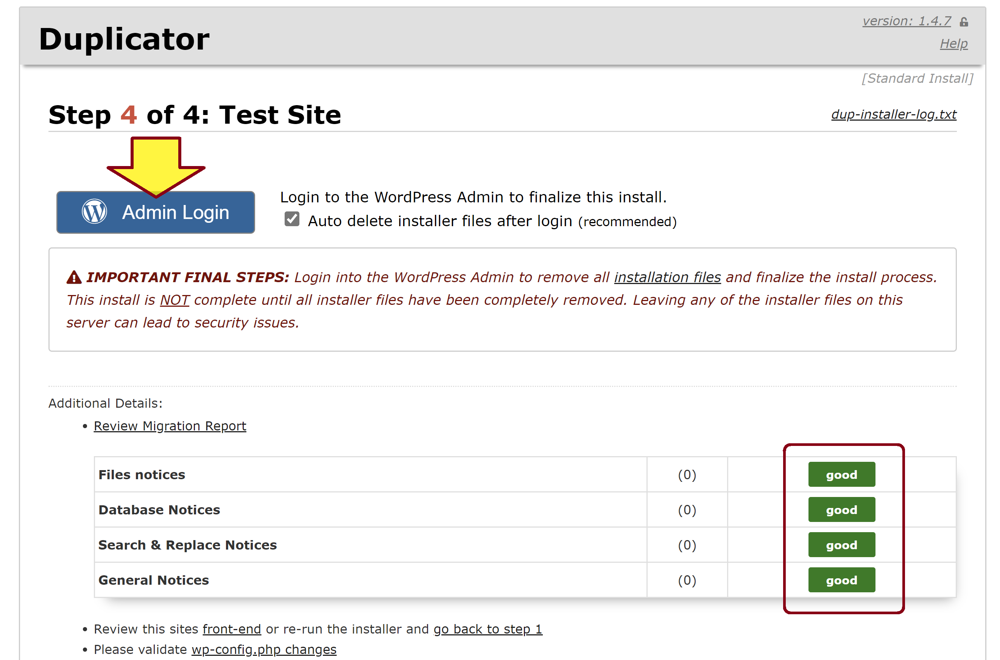 Duplicator
version: 1.4.7
Help
[Standard Install]
Step 4 of 4: Test Site
dup-installer-log.txt
Admin Login
Login to the WordPress Admin to finalize this install.
Auto delete installer files after login (recommended)
IMPORTANT FINAL STEPS: Login into the WordPress Admin to remove all installation files and finalize the install process.
This install is NOT complete until all installer files have been completely removed. Leaving any of the installer files on this
server can lead to security issues.
Additional Details:
• Review Migration Report
Files notices (0) good
Database Notices (0) good
Search & Replace Notices (0) good
General Notices (0) good
• Review this sites front-end or re-run the installer and go back to step 1
• Please validate wp-config.php changes